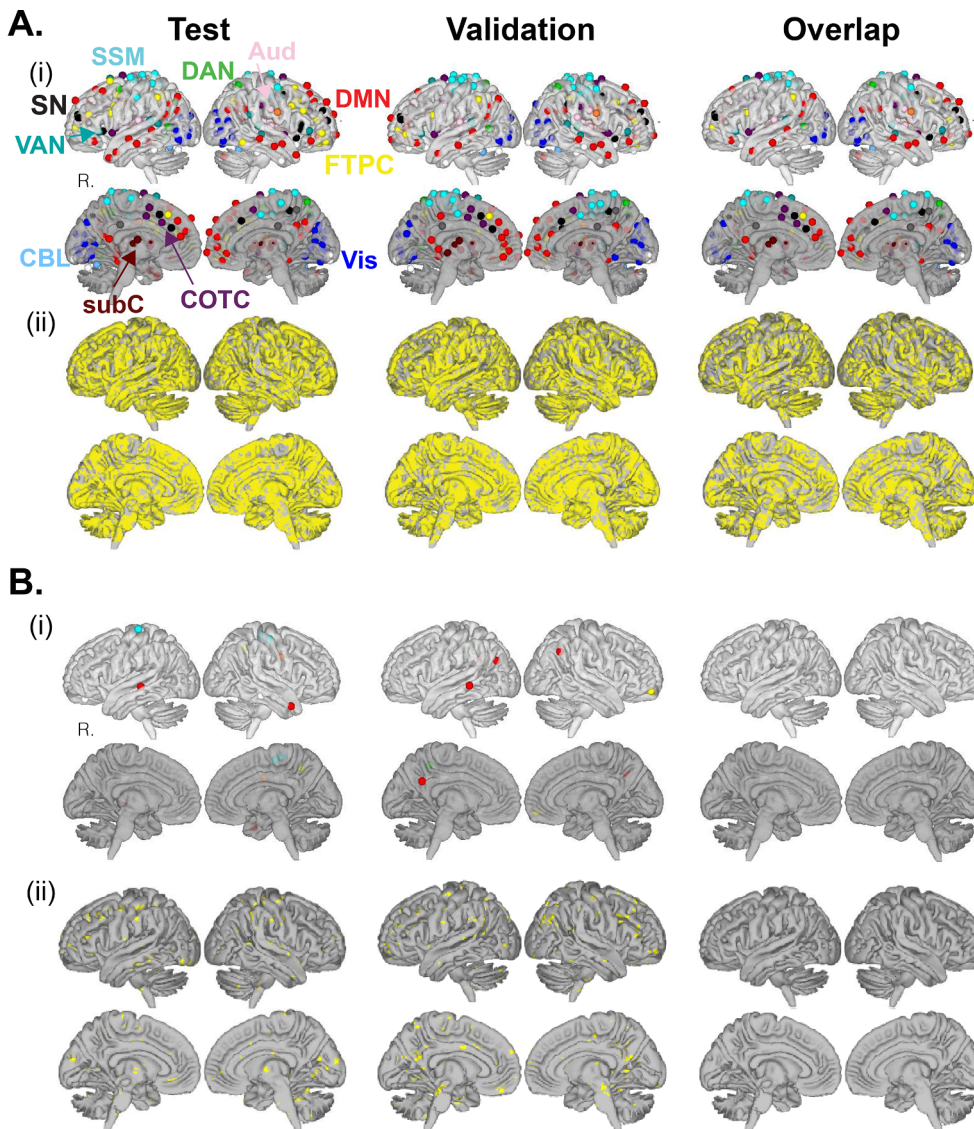 A.
Test
Validation
Overlap
(i)
SSM
DAN
Aud
SN
DMN
VAN
FTPC
R.
CBL
Vis
subC
COTC
(ii)
B.
(i)
R.
(ii)